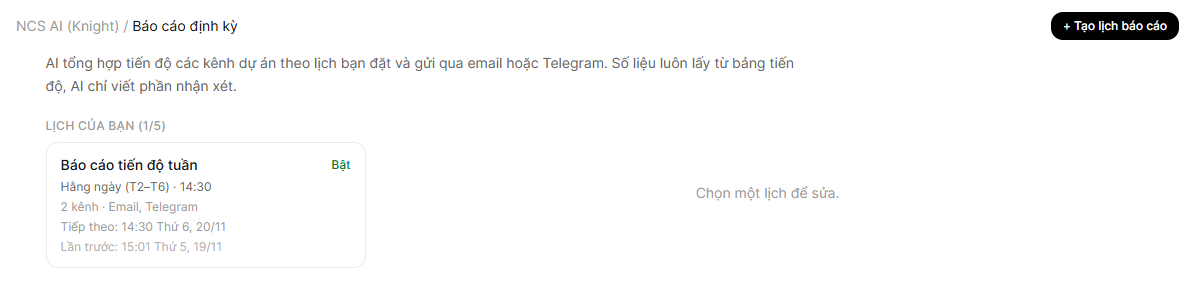 NCS AI (Knight) / Báo cáo định kỳ
+ Tạo lịch báo cáo
AI tổng hợp tiến độ các kênh dự án theo lịch bạn đặt và gửi qua email hoặc Telegram. Số liệu luôn lấy từ bảng tiến
độ, AI chỉ viết phần nhận xét.
LỊCH CỦA BẠN (1/5)
Báo cáo tiến độ tuần
Bật
Hằng ngày (T2–T6) · 14:30
2 kênh · Email, Telegram
Tiếp theo: 14:30 Thứ 6, 20/11
Lần trước: 15:01 Thứ 5, 19/11
Chọn một lịch để sửa.